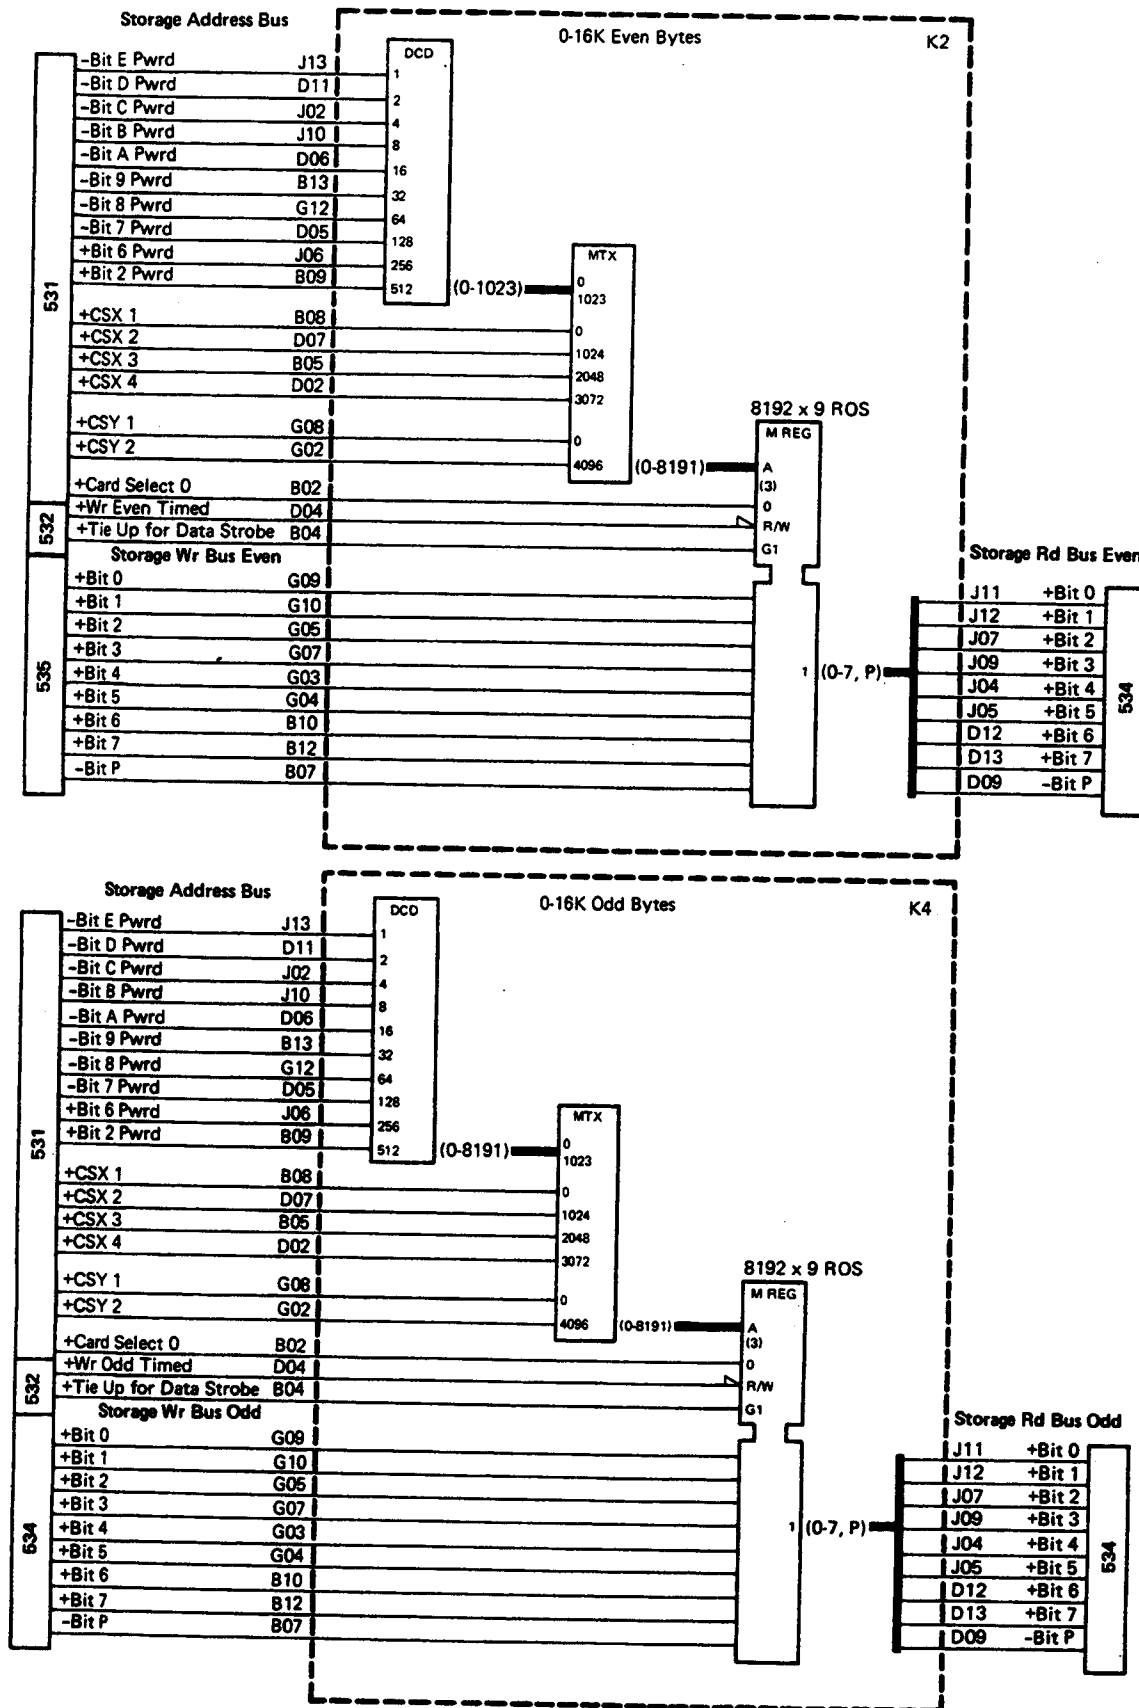 Storage Address Bus
0-16K Even Bytes
K2
DCD
-Bit E Pwrd J13 1
-Bit D Pwrd D11 2
-Bit C Pwrd J02 4
-Bit B Pwrd J10 8
-Bit A Pwrd D06 16
-Bit 9 Pwrd B13 32
-Bit 8 Pwrd G12 64
-Bit 7 Pwrd D05 128
+Bit 6 Pwrd J06 256
+Bit 2 Pwrd B09 512
(0-1023)
MTX
0
1023
531
+CSX 1 B08 0
+CSX 2 D07 1024
+CSX 3 B05 2048
+CSX 4 D02 3072
+CSY 1 G08 0
+CSY 2 G02 4096
(0-8191)
8192 x 9 ROS
M REG
A
(3)
+Card Select 0 B02 0
532
+Wr Even Timed D04 R/W
+Tie Up for Data Strobe B04 G1
Storage Wr Bus Even
535
+Bit 0 G09
+Bit 1 G10
+Bit 2 G05
+Bit 3 G07
+Bit 4 G03
+Bit 5 G04
+Bit 6 B10
+Bit 7 B12
-Bit P B07
1 (0-7, P)
Storage Rd Bus Even
J11 +Bit 0
J12 +Bit 1
J07 +Bit 2
J09 +Bit 3
J04 +Bit 4
J05 +Bit 5
D12 +Bit 6
D13 +Bit 7
D09 -Bit P
534
Storage Address Bus
0-16K Odd Bytes
K4
DCD
-Bit E Pwrd J13 1
-Bit D Pwrd D11 2
-Bit C Pwrd J02 4
-Bit B Pwrd J10 8
-Bit A Pwrd D06 16
-Bit 9 Pwrd B13 32
-Bit 8 Pwrd G12 64
-Bit 7 Pwrd D05 128
+Bit 6 Pwrd J06 256
+Bit 2 Pwrd B09 512
(0-8191)
MTX
0
1023
531
+CSX 1 B08 0
+CSX 2 D07 1024
+CSX 3 B05 2048
+CSX 4 D02 3072
+CSY 1 G08 0
+CSY 2 G02 4096
(0-8191)
8192 x 9 ROS
M REG
A
(3)
+Card Select 0 B02 0
532
+Wr Odd Timed D04 R/W
+Tie Up for Data Strobe B04 G1
Storage Wr Bus Odd
534
+Bit 0 G09
+Bit 1 G10
+Bit 2 G05
+Bit 3 G07
+Bit 4 G03
+Bit 5 G04
+Bit 6 B10
+Bit 7 B12
-Bit P B07
1 (0-7, P)
Storage Rd Bus Odd
J11 +Bit 0
J12 +Bit 1
J07 +Bit 2
J09 +Bit 3
J04 +Bit 4
J05 +Bit 5
D12 +Bit 6
D13 +Bit 7
D09 -Bit P
534